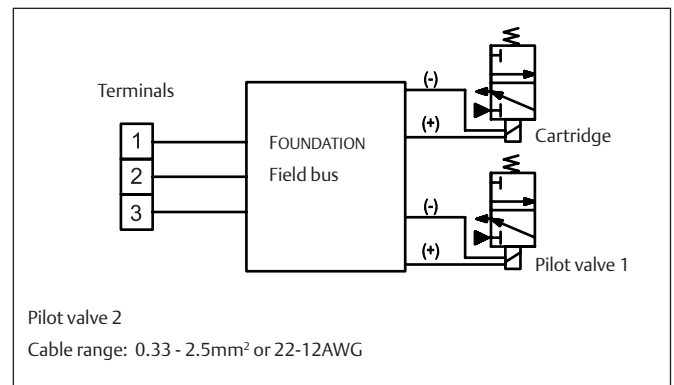 Terminals
1
2
3
FOUNDATION
Field bus
(-)
(+)
Cartridge
(-)
(+)
Pilot valve 1
Pilot valve 2
Cable range: 0.33 - 2.5mm² or 22-12AWG